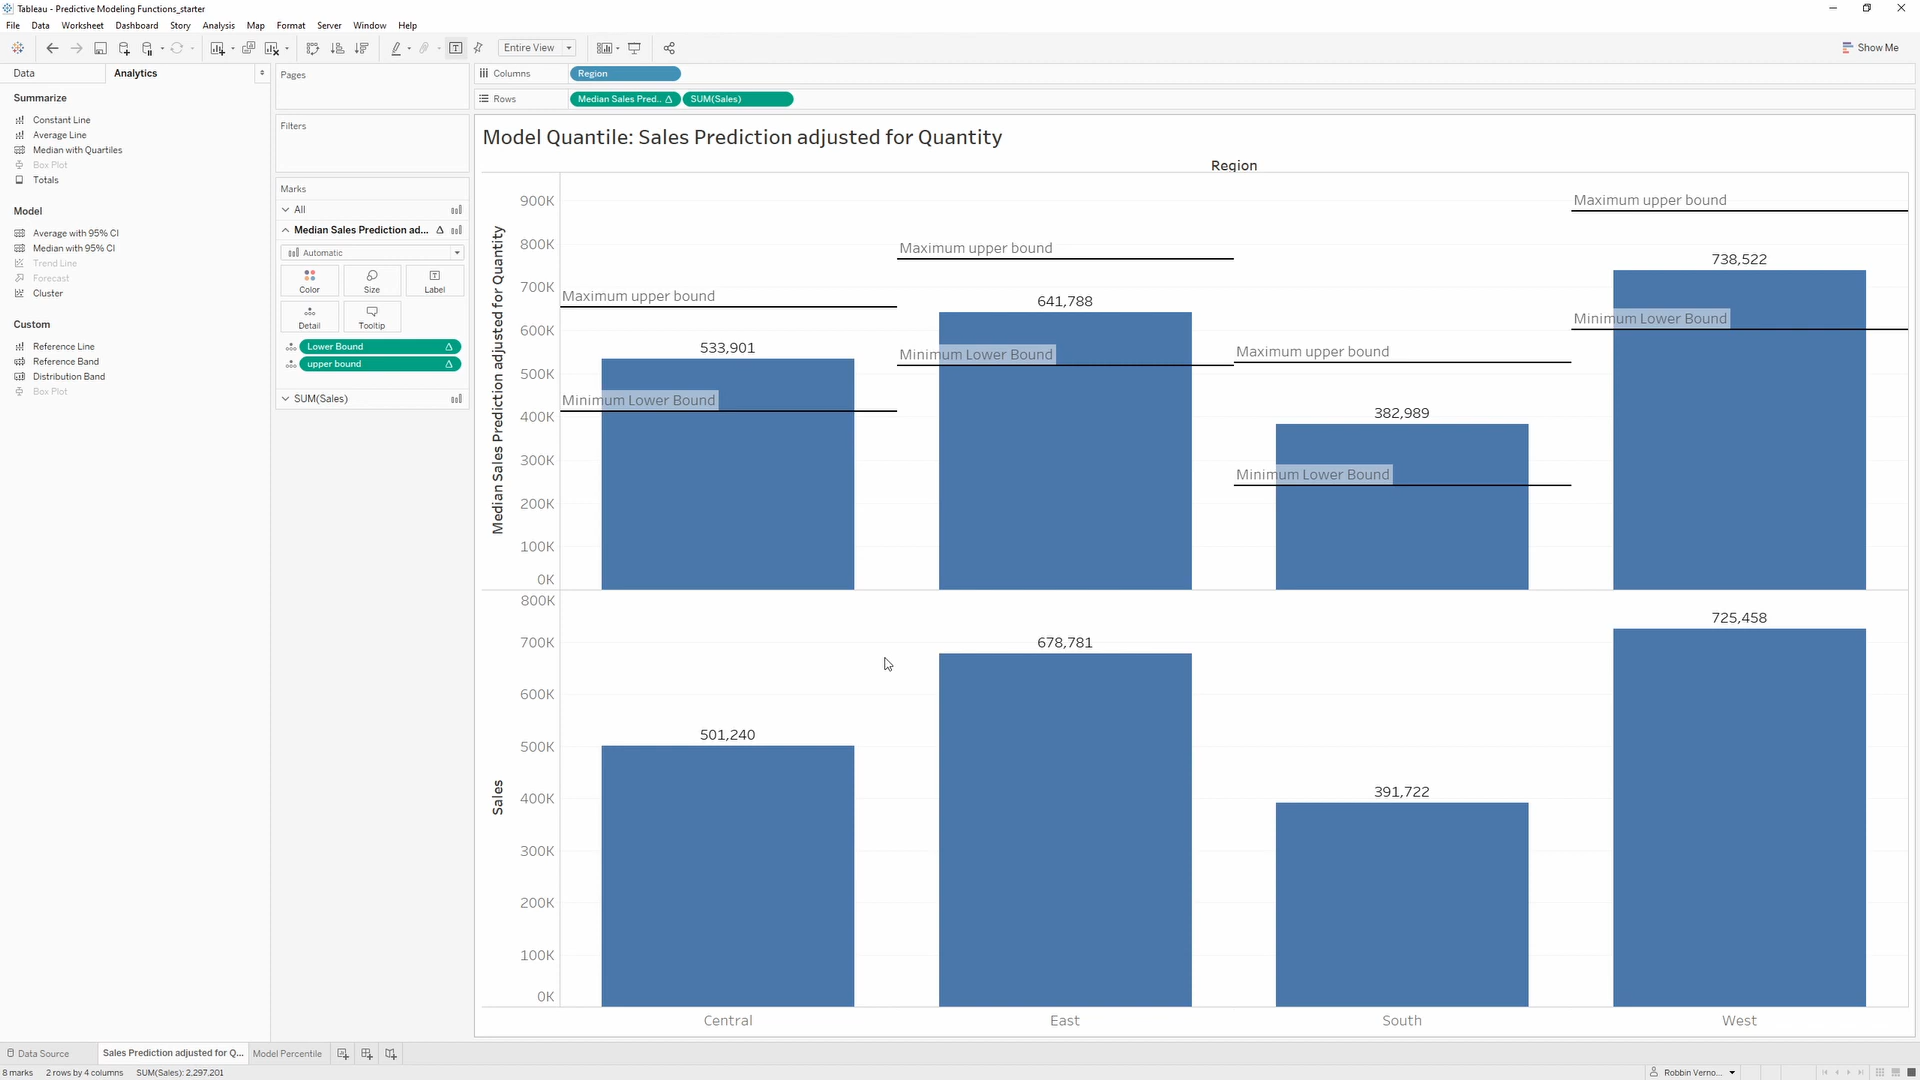 Tableau - Predictive Modeling Functions_starter
File Data Worksheet Dashboard Story Analysis Map Format Server Window Help
Entire View
Show Me
Data
Analytics
Summarize
Constant Line
Average Line
Median with Quartiles
Box Plot
Totals
Model
Average with 95% CI
Median with 95% CI
Trend Line
Forecast
Cluster
Custom
Reference Line
Reference Band
Distribution Band
Box Plot
Pages
Filters
Marks
All
Median Sales Prediction ad...
Automatic
Color Size Label
Detail Tooltip
Lower Bound
upper bound
SUM(Sales)
Columns Region
Rows Median Sales Pred.. SUM(Sales)
Model Quantile: Sales Prediction adjusted for Quantity
Region
Median Sales Prediction adjusted for Quantity
900K
800K
700K
600K
500K
400K
300K
200K
100K
0K
Maximum upper bound
533,901
Minimum Lower Bound
Maximum upper bound
641,788
Minimum Lower Bound
Maximum upper bound
382,989
Minimum Lower Bound
Maximum upper bound
738,522
Minimum Lower Bound
Sales
800K
700K
600K
500K
400K
300K
200K
100K
0K
501,240
678,781
391,722
725,458
Central East South West
Data Source Sales Prediction adjusted for Q... Model Percentile
8 marks 2 rows by 4 columns SUM(Sales): 2,297,201
Robbin Verno...